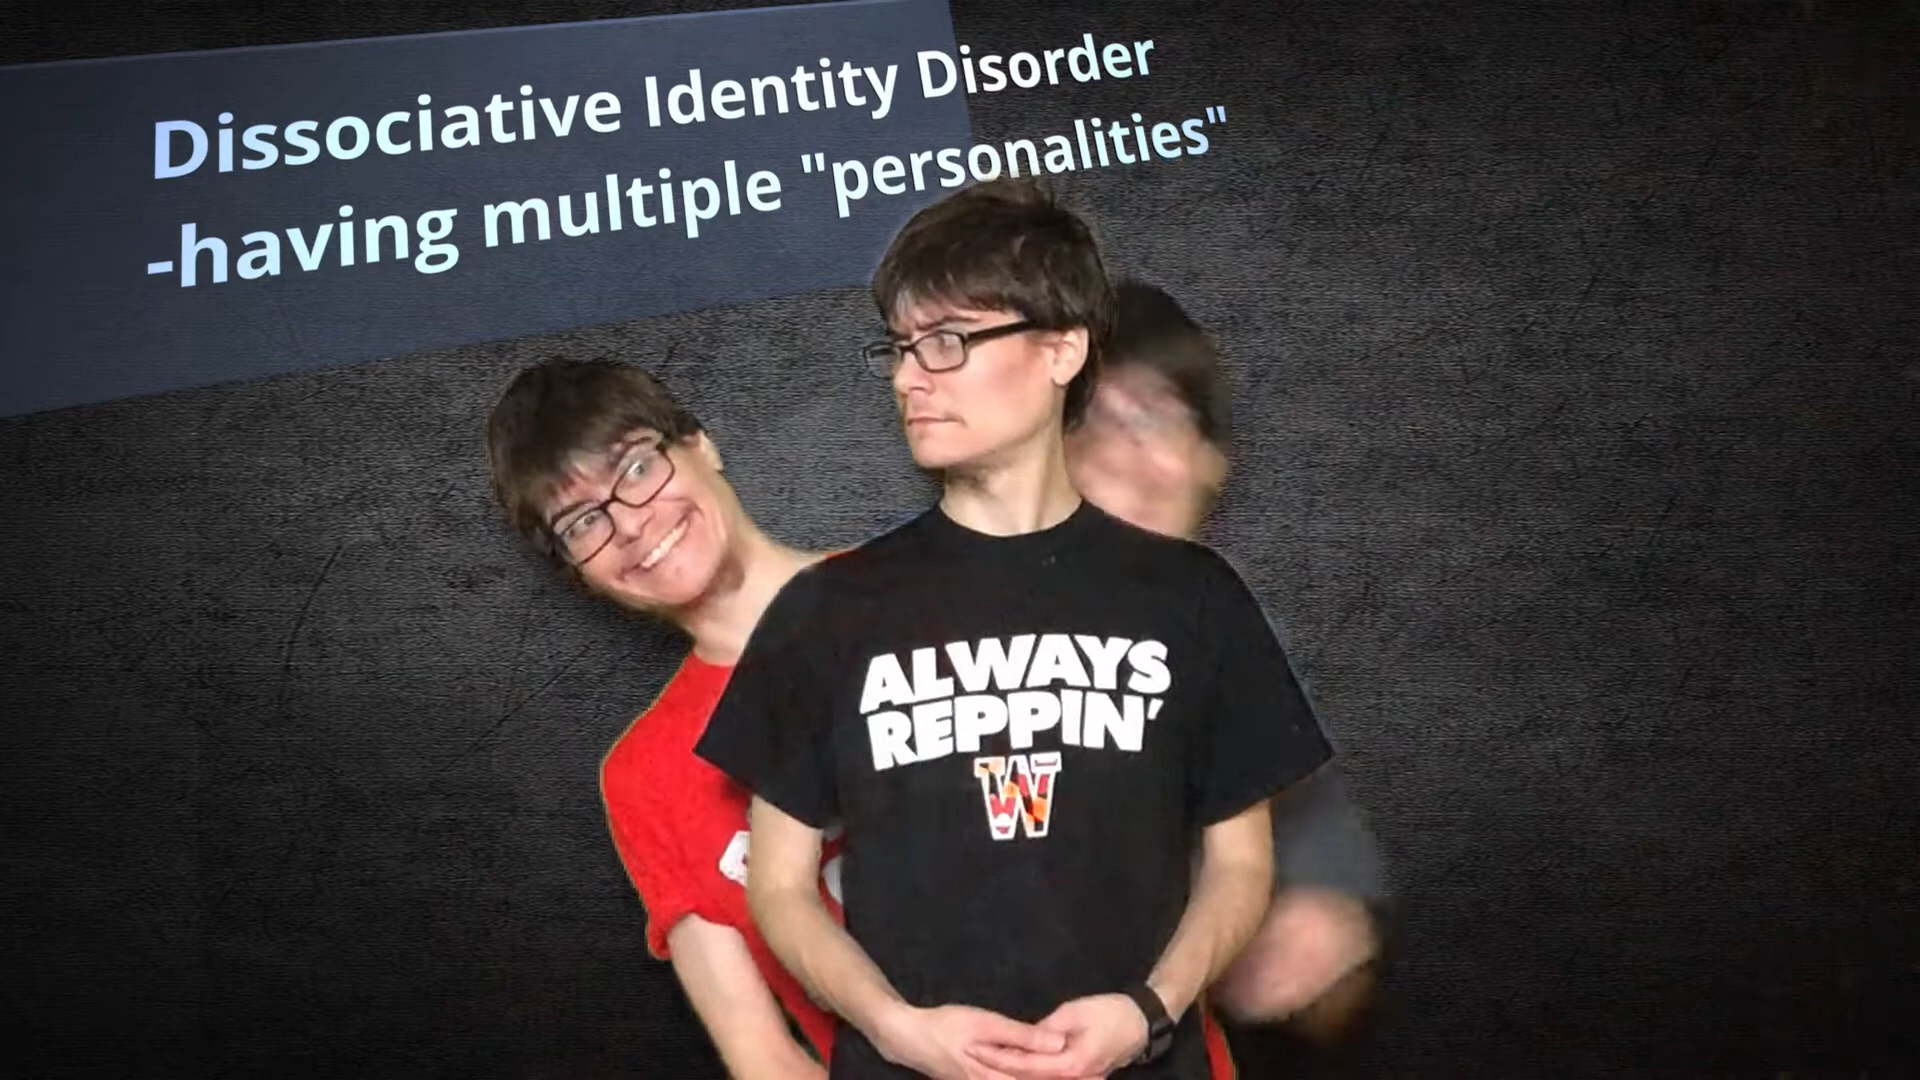 Dissociative Identity Disorder
-having multiple "personalities"
ALWAYS
REPPIN'
W